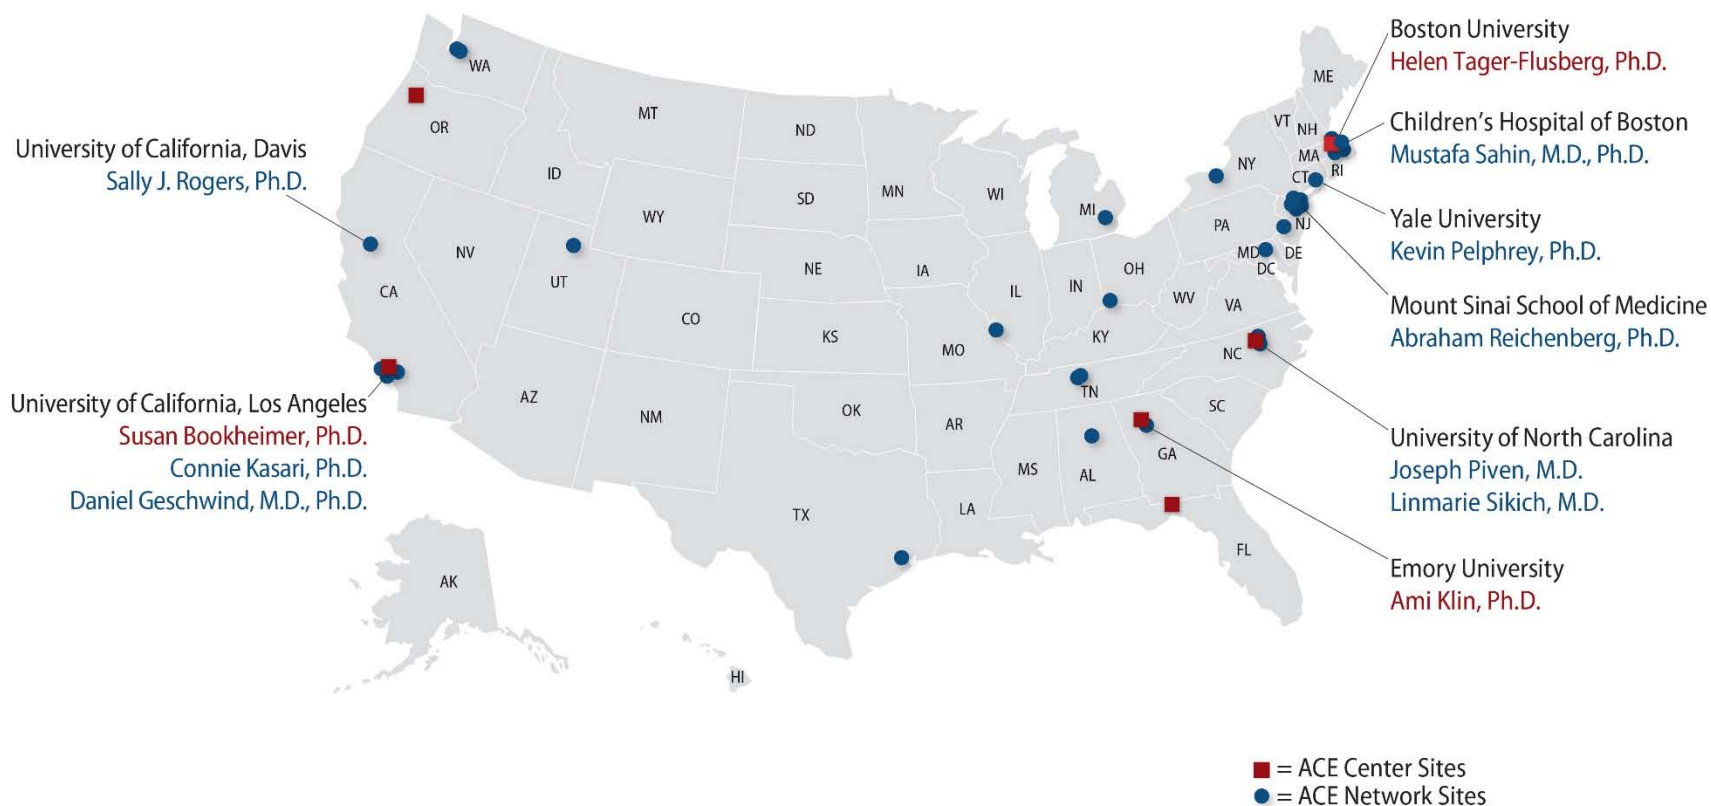 Boston University
Helen Tager-Flusberg, Ph.D.
Children's Hospital of Boston
Mustafa Sahin, M.D., Ph.D.
Yale University
Kevin Pelphrey, Ph.D.
Mount Sinai School of Medicine
Abraham Reichenberg, Ph.D.
University of North Carolina
Joseph Piven, M.D.
Linmarie Sikich, M.D.
Emory University
Ami Klin, Ph.D.
University of California, Davis
Sally J. Rogers, Ph.D.
University of California, Los Angeles
Susan Bookheimer, Ph.D.
Connie Kasari, Ph.D.
Daniel Geschwind, M.D., Ph.D.
WA
OR
ID
MT
ND
SD
WY
NV
UT
CA
CO
NE
KS
AZ
NM
OK
TX
MN
WI
IA
MO
AR
LA
MS
IL
MI
IN
OH
KY
TN
AL
GA
FL
SC
NC
VA
WV
PA
NY
VT
NH
ME
MA
RI
CT
NJ
MD
DE
DC
AK
HI
= ACE Center Sites
= ACE Network Sites